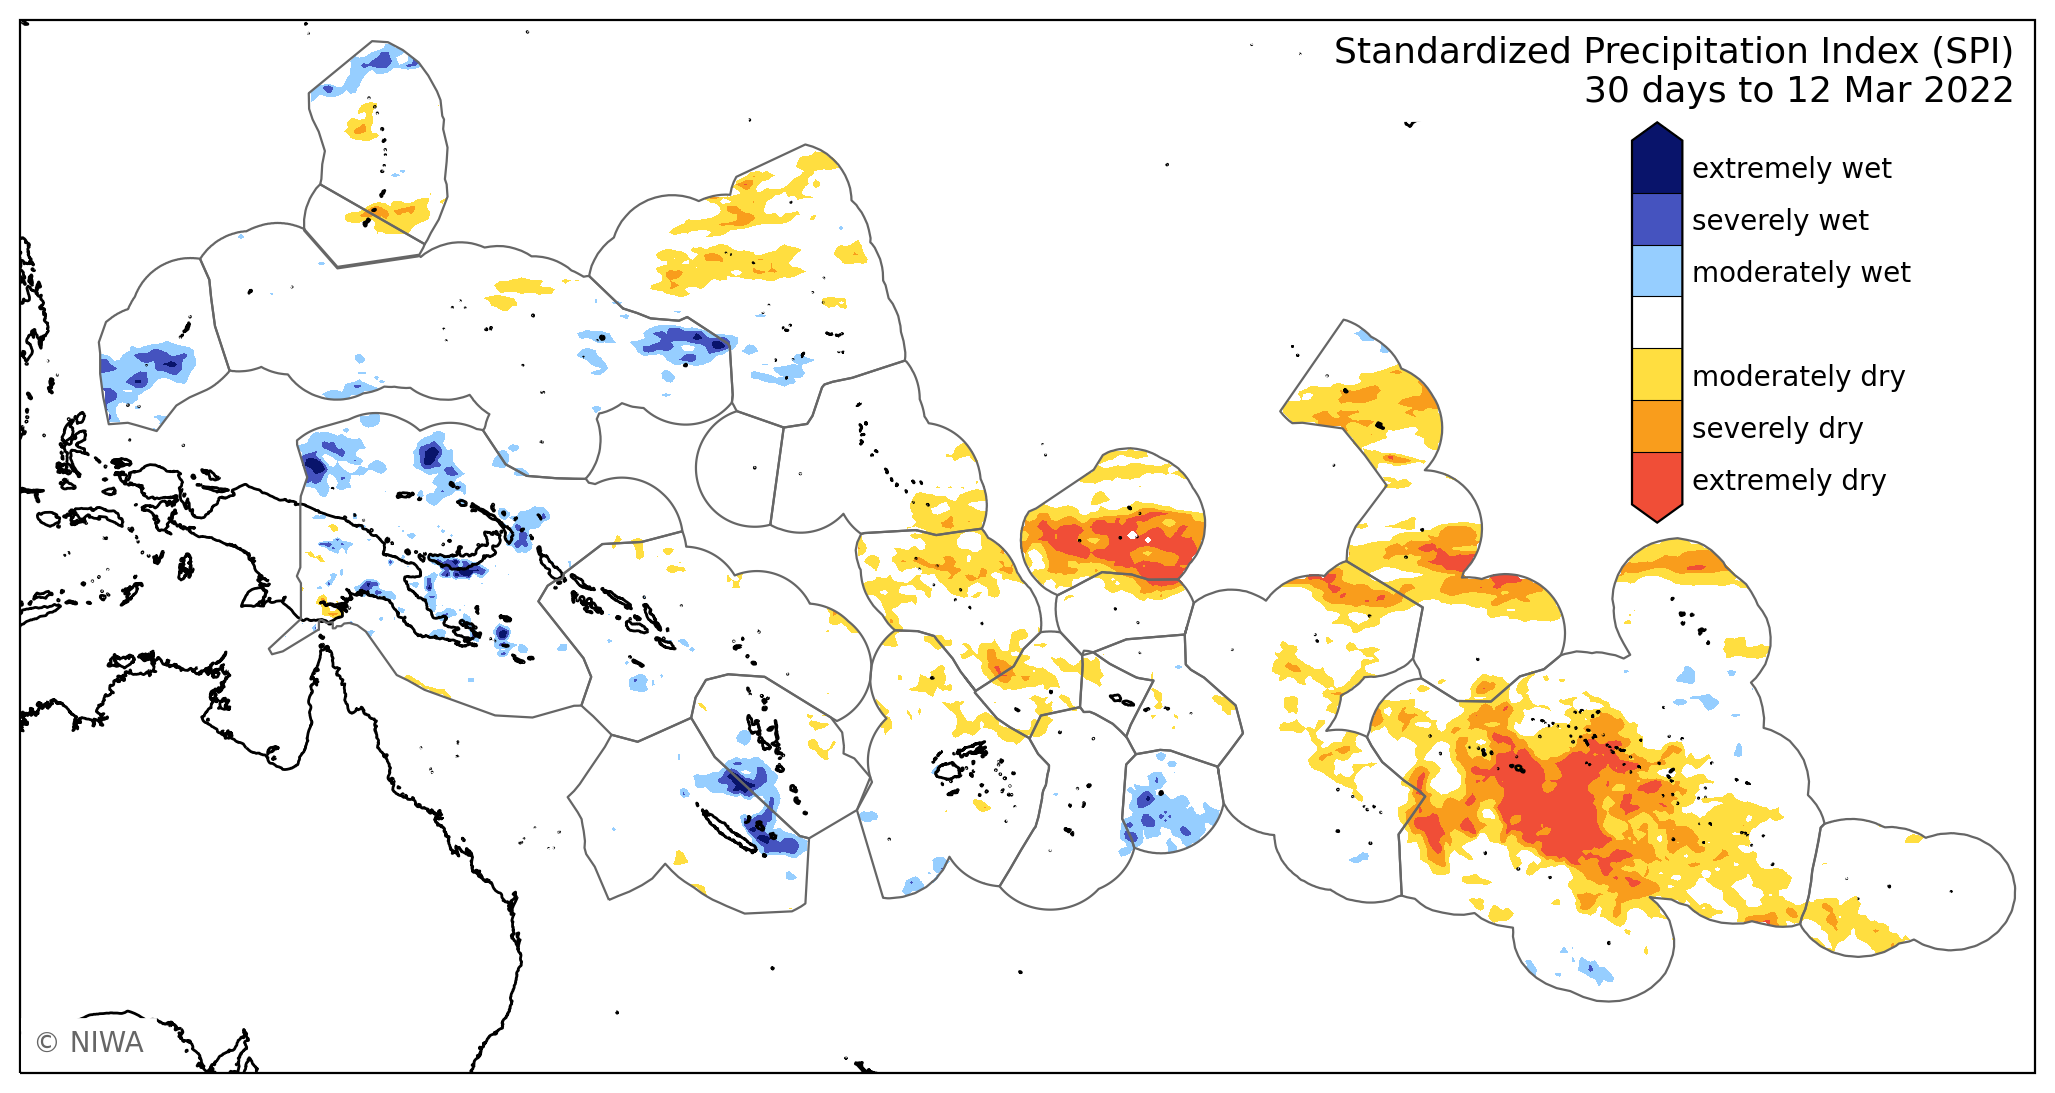 Standardized Precipitation Index (SPI)
30 days to 12 Mar 2022
extremely wet
severely wet
moderately wet
moderately dry
severely dry
extremely dry
© NIWA